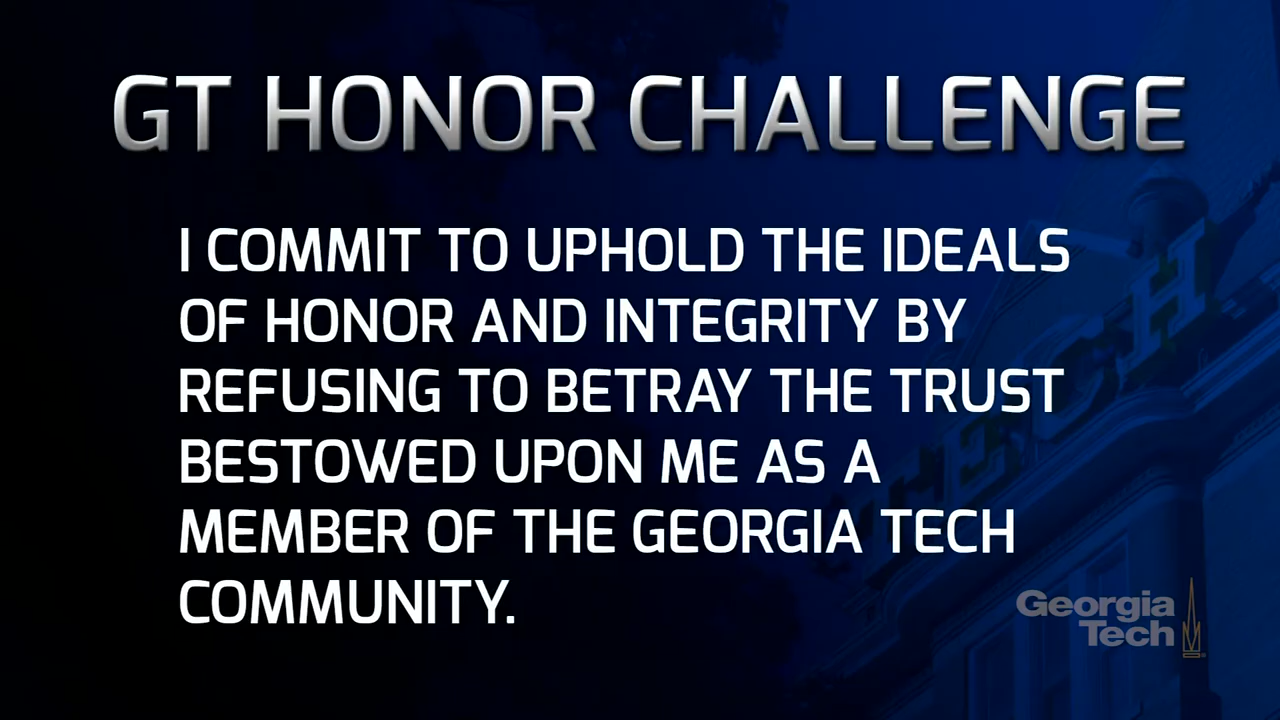 GT HONOR CHALLENGE
I COMMIT TO UPHOLD THE IDEALS
OF HONOR AND INTEGRITY BY
REFUSING TO BETRAY THE TRUST
BESTOWED UPON ME AS A
MEMBER OF THE GEORGIA TECH
COMMUNITY.
TECH
Georgia
Tech